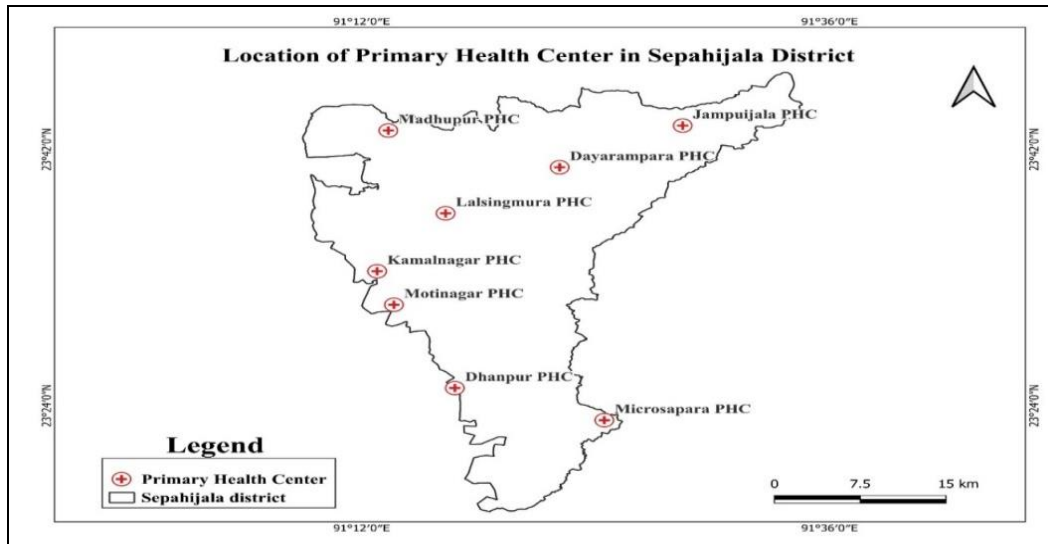 91°12'0"E
91°36'0"E
Location of Primary Health Center in Sepahijala District
Madhupur PHC
Jampuijala PHC
23°42'0"N
23°42'0"N
Dayarampara PHC
Lalsingmura PHC
Kamalnagar PHC
Motinagar PHC
Dhanpur PHC
Microsapara PHC
23°24'0"N
23°24'0"N
Legend
Primary Health Center
Sepahijala district
0 7.5 15 km
91°12'0"E
91°36'0"E